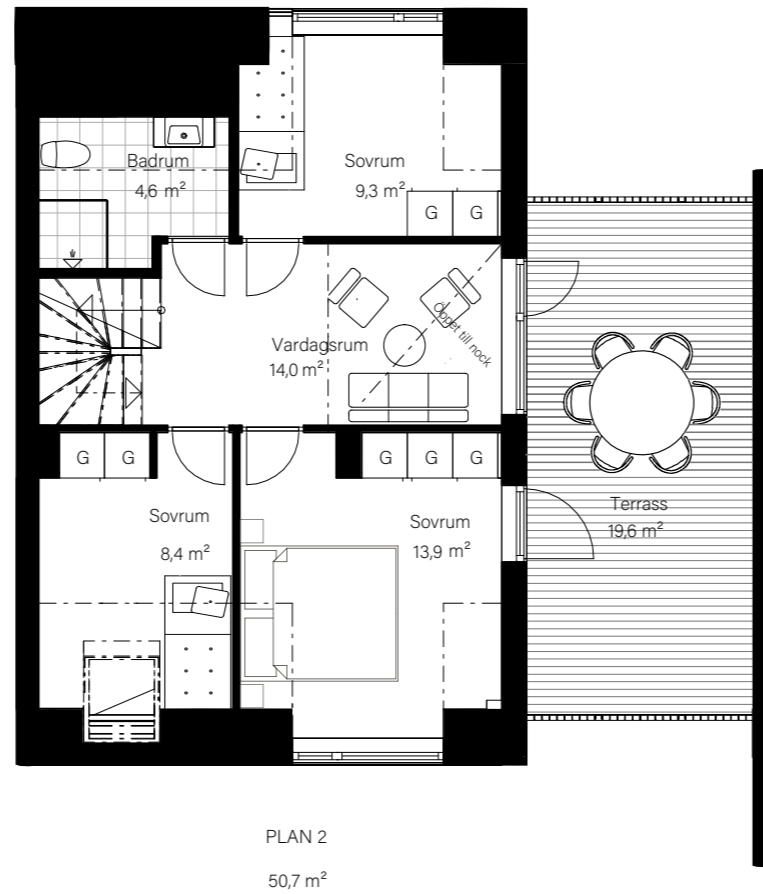 Badrum
4,6 m²
Sovrum
9,3 m²
G G
Öppet till nock
Vardagsrum
14,0 m²
G G
G G G
Sovrum
8,4 m²
Sovrum
13,9 m²
Terrass
19,6 m²
PLAN 2
50,7 m²